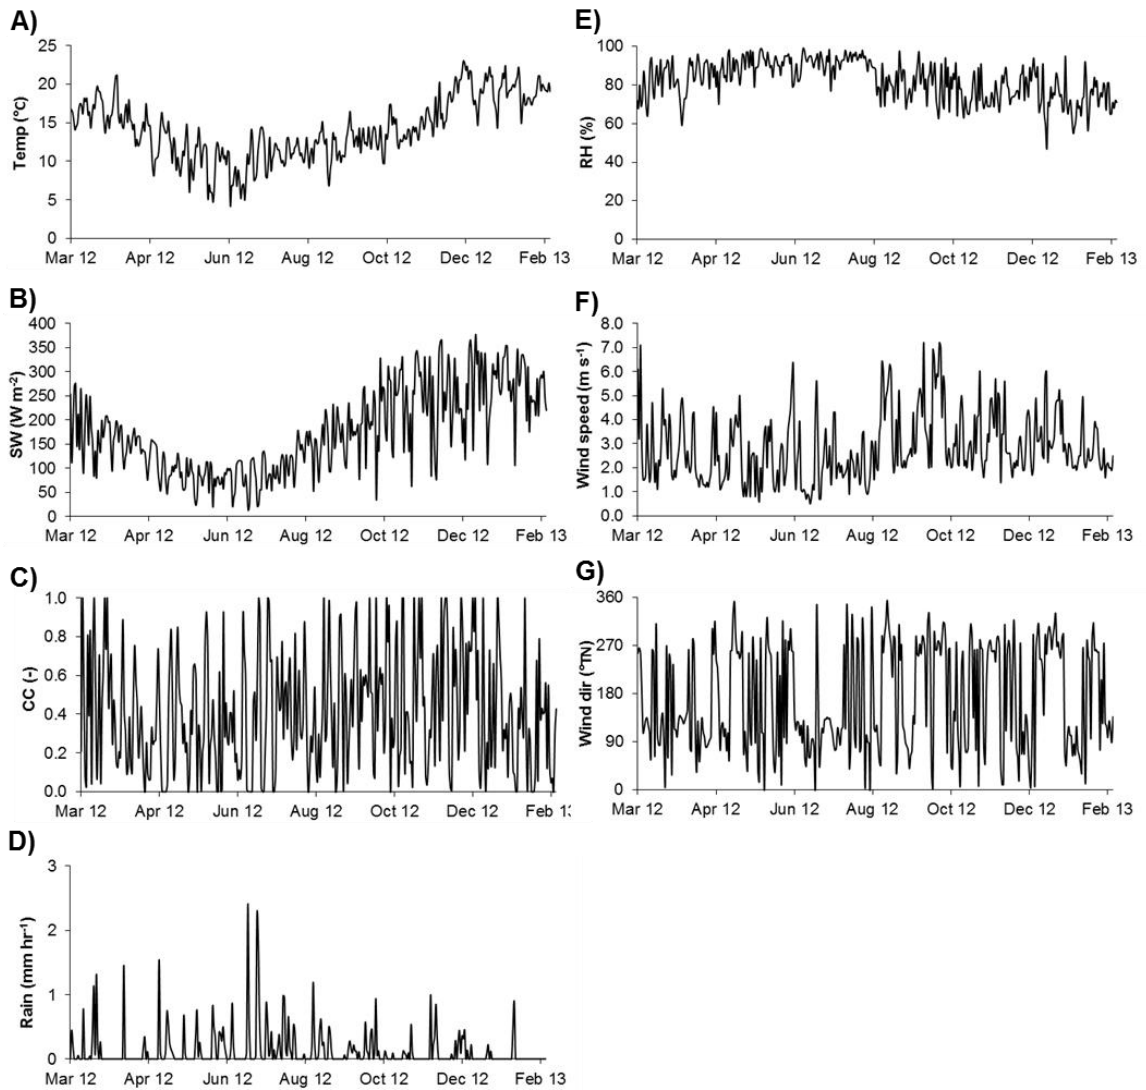 A)
25
20
15
10
5
0
Temp (°c)
Mar 12 Apr 12 Jun 12 Aug 12 Oct 12 Dec 12 Feb 13
B)
400
350
300
250
200
150
100
50
0
SW (W m-2)
Mar 12 Apr 12 Jun 12 Aug 12 Oct 12 Dec 12 Feb 13
C)
1.0
0.8
0.6
0.4
0.2
0.0
CC (-)
Mar 12 Apr 12 Jun 12 Aug 12 Oct 12 Dec 12 Feb 1
D)
3
2
1
0
Rain (mm hr-1)
Mar 12 Apr 12 Jun 12 Aug 12 Oct 12 Dec 12 Feb 13
E)
100
80
60
40
20
0
RH (%)
Mar 12 Apr 12 Jun 12 Aug 12 Oct 12 Dec 12 Feb 13
F)
8.0
7.0
6.0
5.0
4.0
3.0
2.0
1.0
0.0
Wind speed (m s-1)
Mar 12 Apr 12 Jun 12 Aug 12 Oct 12 Dec 12 Feb 13
G)
360
270
180
90
0
Wind dir (°TN)
Mar 12 Apr 12 Jun 12 Aug 12 Oct 12 Dec 12 Feb 13